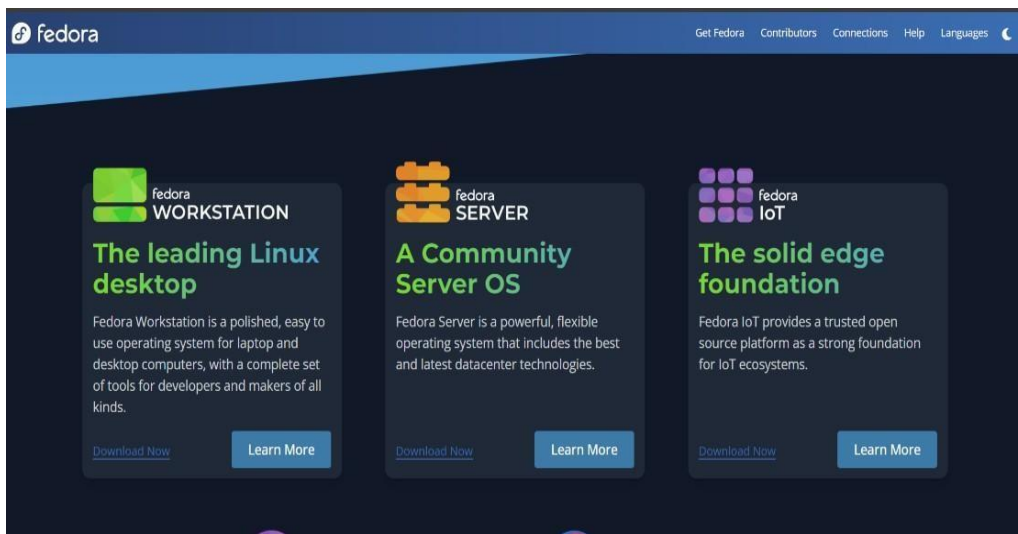 fedora
Get Fedora Contributors Connections Help Languages
fedora
WORKSTATION
The leading Linux
desktop
Fedora Workstation is a polished, easy to
use operating system for laptop and
desktop computers, with a complete set
of tools for developers and makers of all
kinds.
Download Now
Learn More
fedora
SERVER
A Community
Server OS
Fedora Server is a powerful, flexible
operating system that includes the best
and latest datacenter technologies.
Download Now
Learn More
fedora
IoT
The solid edge
foundation
Fedora IoT provides a trusted open
source platform as a strong foundation
for IoT ecosystems.
Download Now
Learn More